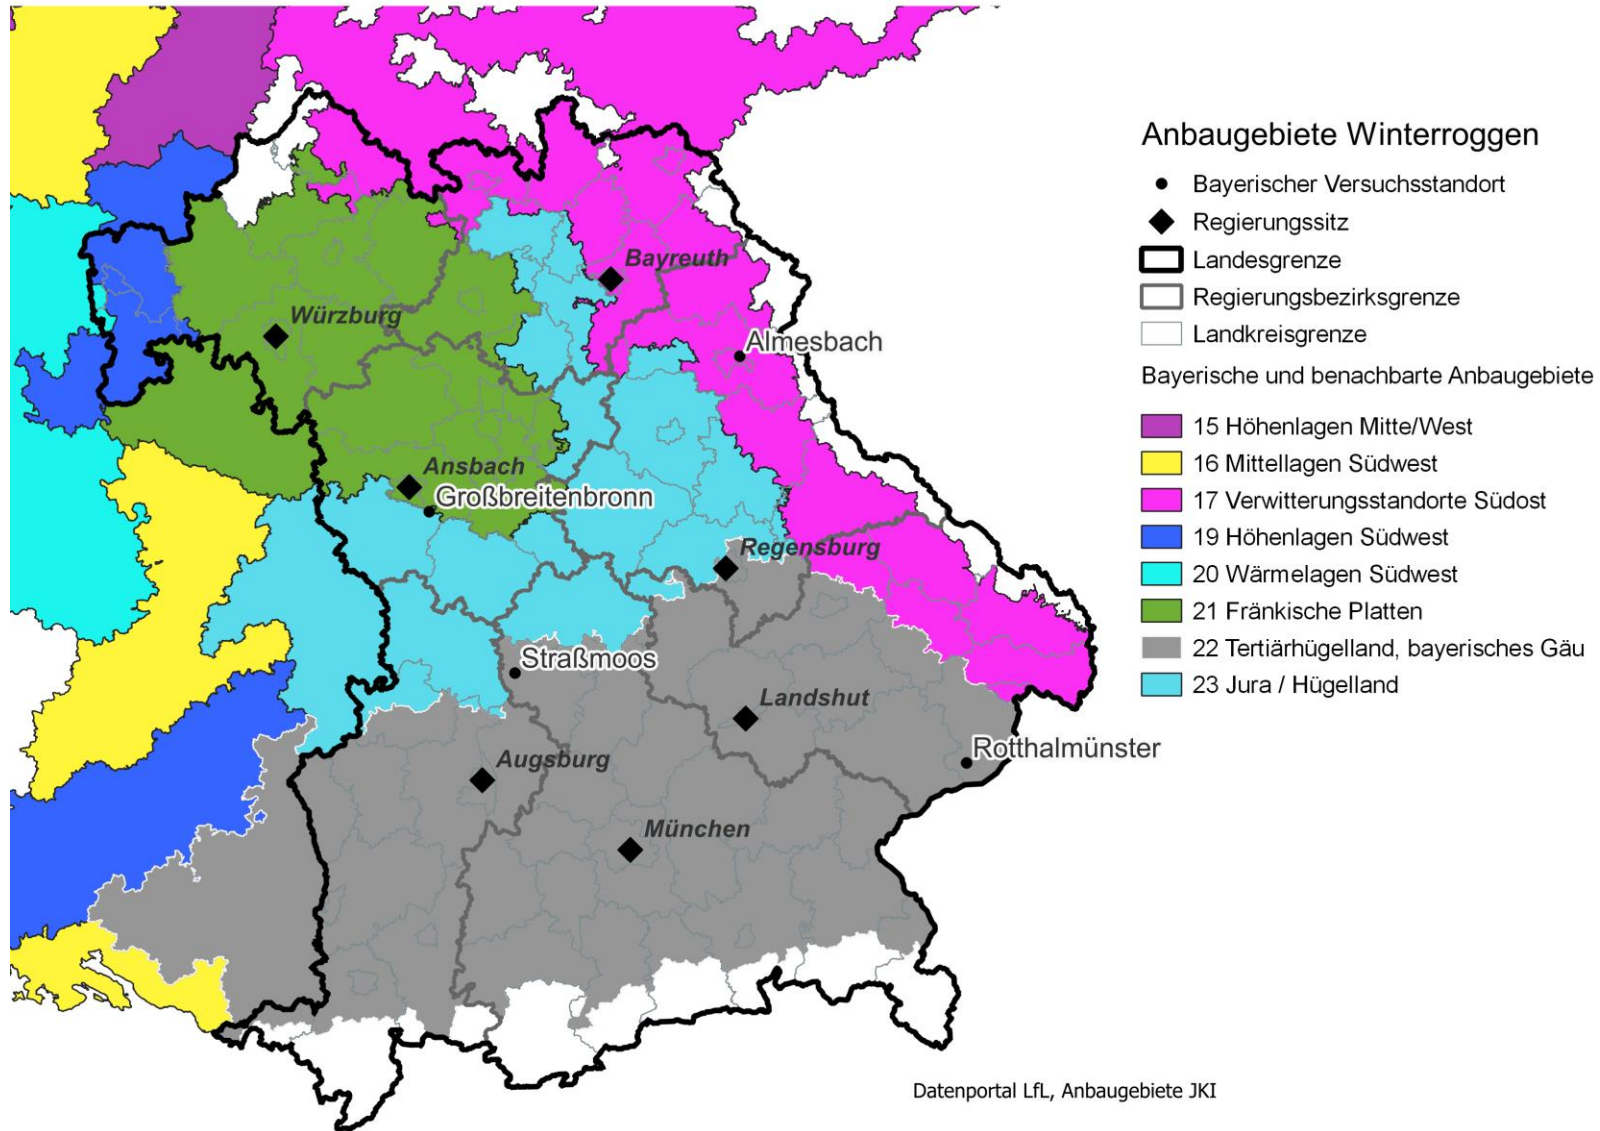 Anbaugebiete Winterroggen
Bayerischer Versuchsstandort
Regierungssitz
Landesgrenze
Regierungsbezirksgrenze
Landkreisgrenze
Bayerische und benachbarte Anbaugebiete
15 Höhenlagen Mitte/West
16 Mittellagen Südwest
17 Verwitterungsstandorte Südost
19 Höhenlagen Südwest
20 Wärmelagen Südwest
21 Fränkische Platten
22 Tertiärhügelland, bayerisches Gäu
23 Jura / Hügelland
Bayreuth
Würzburg
Almesbach
Ansbach
Großbreitenbronn
Regensburg
Straßmoos
Landshut
Rotthalmünster
Augsburg
München
Datenportal LfL, Anbaugebiete JKI